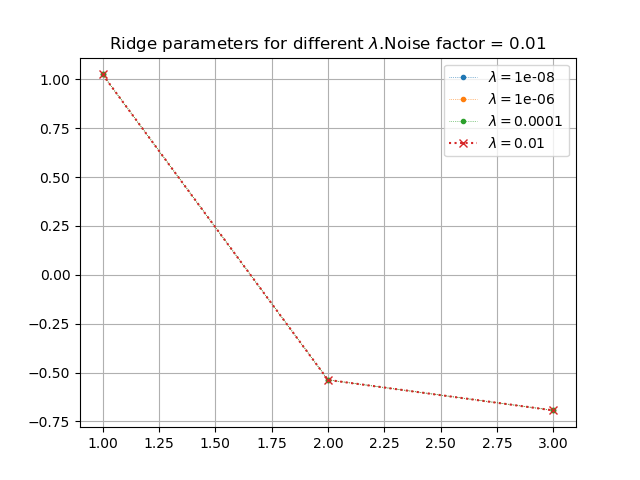 Ridge parameters for different λ.Noise factor = 0.01
λ = 1e-08
λ = 1e-06
λ = 0.0001
λ = 0.01
1.00
0.75
0.50
0.25
0.00
−0.25
−0.50
−0.75
1.00 1.25 1.50 1.75 2.00 2.25 2.50 2.75 3.00